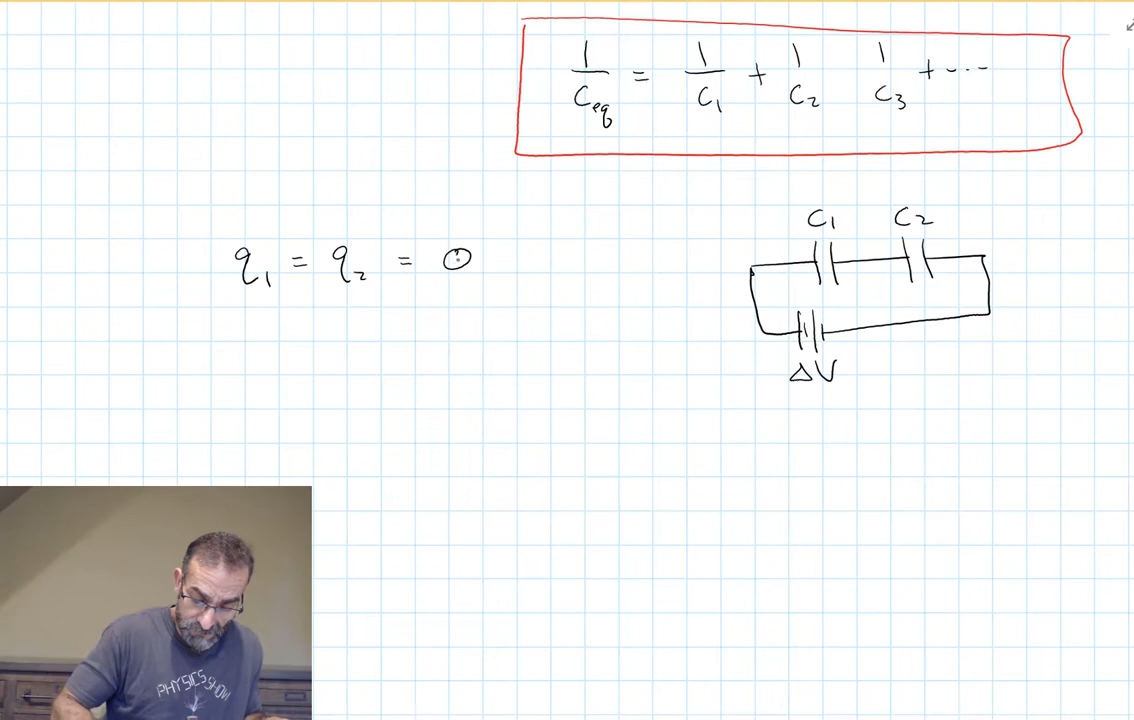 1/C_eq = 1/C_1 + 1/C_2 1/C_3 + ...
C_1 C_2
q_1 = q_2 =
ΔV
PHYSICS SHOW